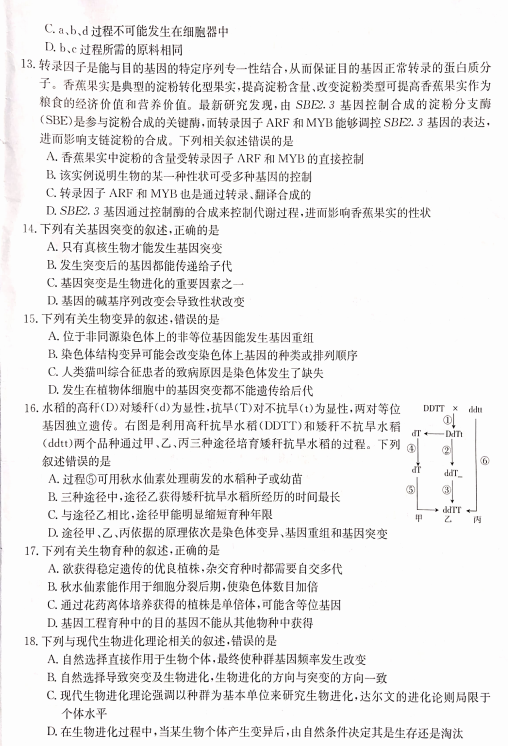 C. a、b、d 过程不可能发生在细胞器中
D. b、c 过程所需的原料相同
13. 转录因子是能与目的基因的特定序列专一性结合,从而保证目的基因正常转录的蛋白质分
子。香蕉果实是典型的淀粉转化型果实,提高淀粉含量、改变淀粉类型可提高香蕉果实作为
粮食的经济价值和营养价值。最新研究发现,由 SBE2.3 基因控制合成的淀粉分支酶
(SBE)是参与淀粉合成的关键酶,而转录因子 ARF 和 MYB 能够调控 SBE2.3 基因的表达,
进而影响支链淀粉的合成。下列相关叙述错误的是
A. 香蕉果实中淀粉的含量受转录因子 ARF 和 MYB 的直接控制
B. 该实例说明生物的某一种性状可受多种基因的控制
C. 转录因子 ARF 和 MYB 也是通过转录、翻译合成的
D. SBE2.3 基因通过控制酶的合成来控制代谢过程,进而影响香蕉果实的性状
14. 下列有关基因突变的叙述,正确的是
A. 只有真核生物才能发生基因突变
B. 发生突变后的基因都能传递给子代
C. 基因突变是生物进化的重要因素之一
D. 基因的碱基序列改变会导致性状改变
15. 下列有关生物变异的叙述,错误的是
A. 位于非同源染色体上的非等位基因能发生基因重组
B. 染色体结构变异可能会改变染色体上基因的种类或排列顺序
C. 人类猫叫综合征患者的致病原因是染色体发生了缺失
D. 发生在植物体细胞中的基因突变都不能遗传给后代
16. 水稻的高秆(D)对矮秆(d)为显性,抗旱(T)对不抗旱(t)为显性,两对等位
基因独立遗传。右图是利用高秆抗旱水稻(DDTT)和矮秆不抗旱水稻
(ddtt)两个品种通过甲、乙、丙三种途径培育矮秆抗旱水稻的过程。下列
叙述错误的是
A. 过程⑤可用秋水仙素处理萌发的水稻种子或幼苗
B. 三种途径中,途径乙获得矮秆抗旱水稻所经历的时间最长
C. 与途径乙相比,途径甲能明显缩短育种年限
D. 途径甲、乙、丙依据的原理依次是染色体变异、基因重组和基因突变
DDTT × ddtt
①
dT DdTt
④ ② ⑥
dT ddT_
⑤ ③
ddTT
甲 乙 丙
17. 下列有关生物育种的叙述,正确的是
A. 欲获得稳定遗传的优良植株,杂交育种时都需要自交多代
B. 秋水仙素能作用于细胞分裂后期,使染色体数目加倍
C. 通过花药离体培养获得的植株是单倍体,可能含等位基因
D. 基因工程育种中的目的基因不能从其他物种中获得
18. 下列与现代生物进化理论相关的叙述,错误的是
A. 自然选择直接作用于生物个体,最终使种群基因频率发生改变
B. 自然选择导致突变及生物进化,生物进化的方向与突变的方向一致
C. 现代生物进化理论强调以种群为基本单位来研究生物进化,达尔文的进化论则局限于
个体水平
D. 在生物进化过程中,当某生物个体产生变异后,由自然条件决定其是生存还是淘汰